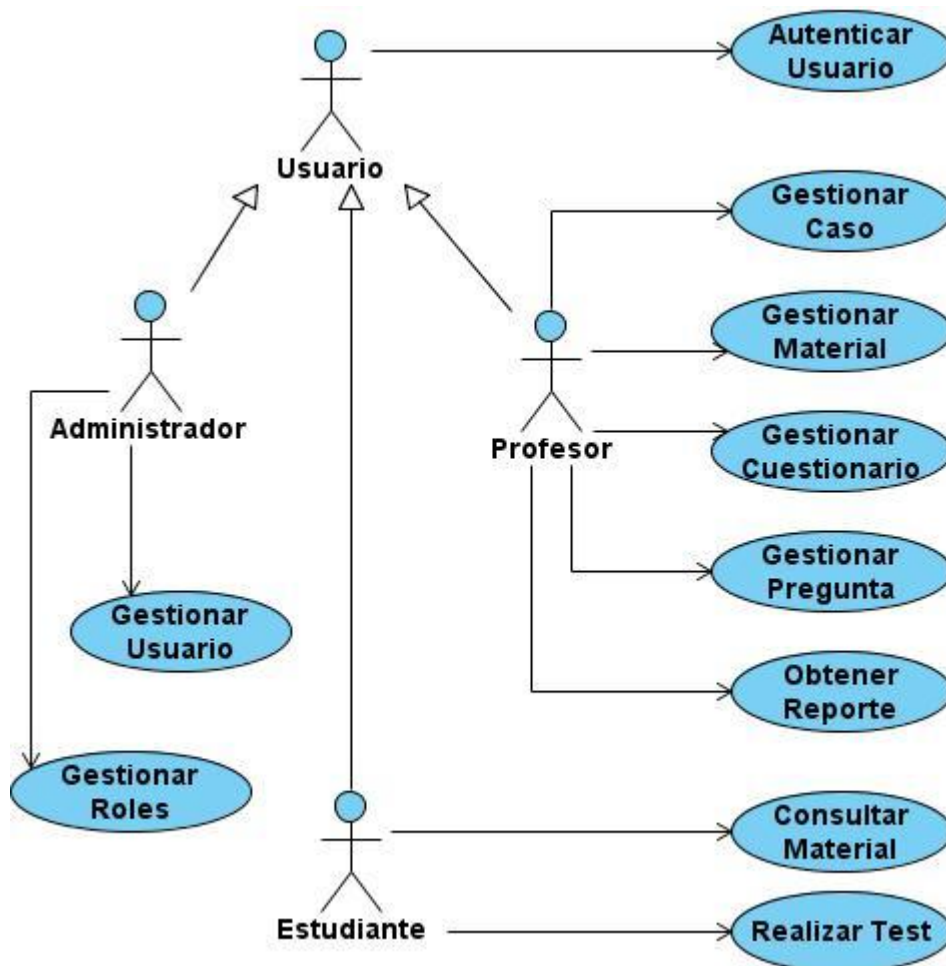 Autenticar
Usuario
Usuario
Gestionar
Caso
Gestionar
Material
Administrador
Profesor
Gestionar
Cuestionario
Gestionar
Pregunta
Gestionar
Usuario
Obtener
Reporte
Gestionar
Roles
Consultar
Material
Estudiante
Realizar Test